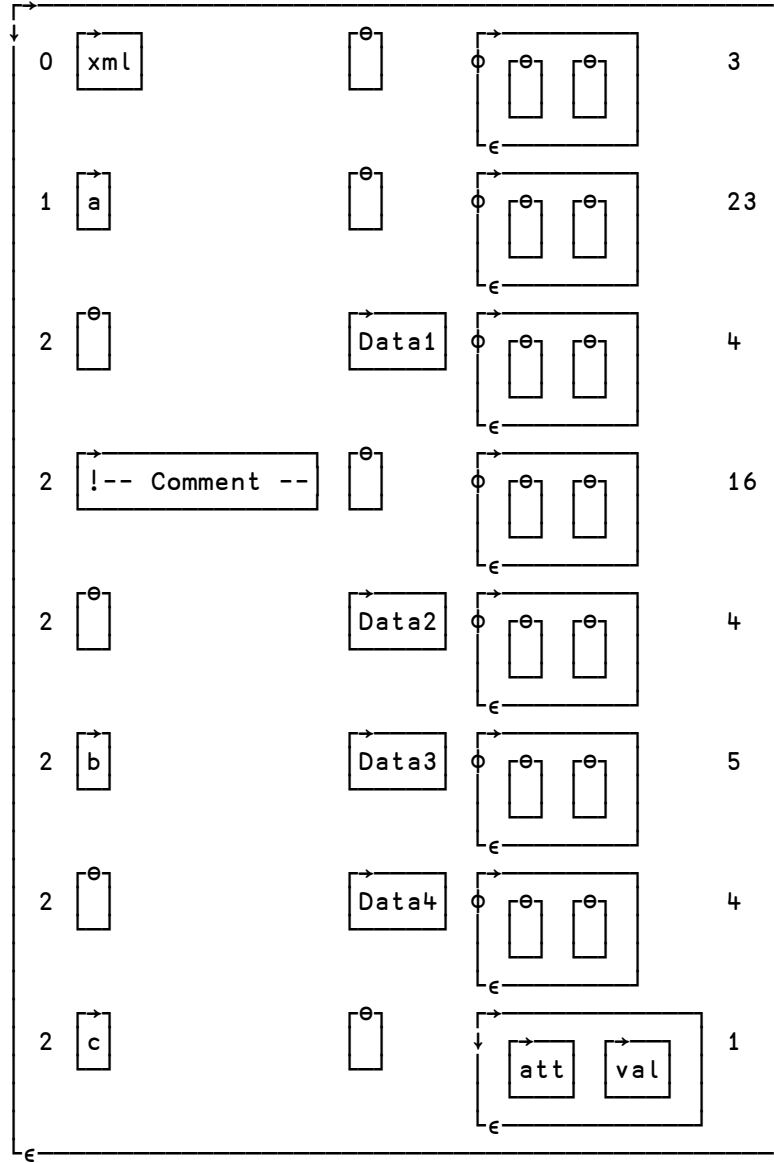 0 xml 3
1 a 23
2 Data1 4
2 !-- Comment -- 16
2 Data2 4
2 b Data3 5
2 Data4 4
2 c att val 1